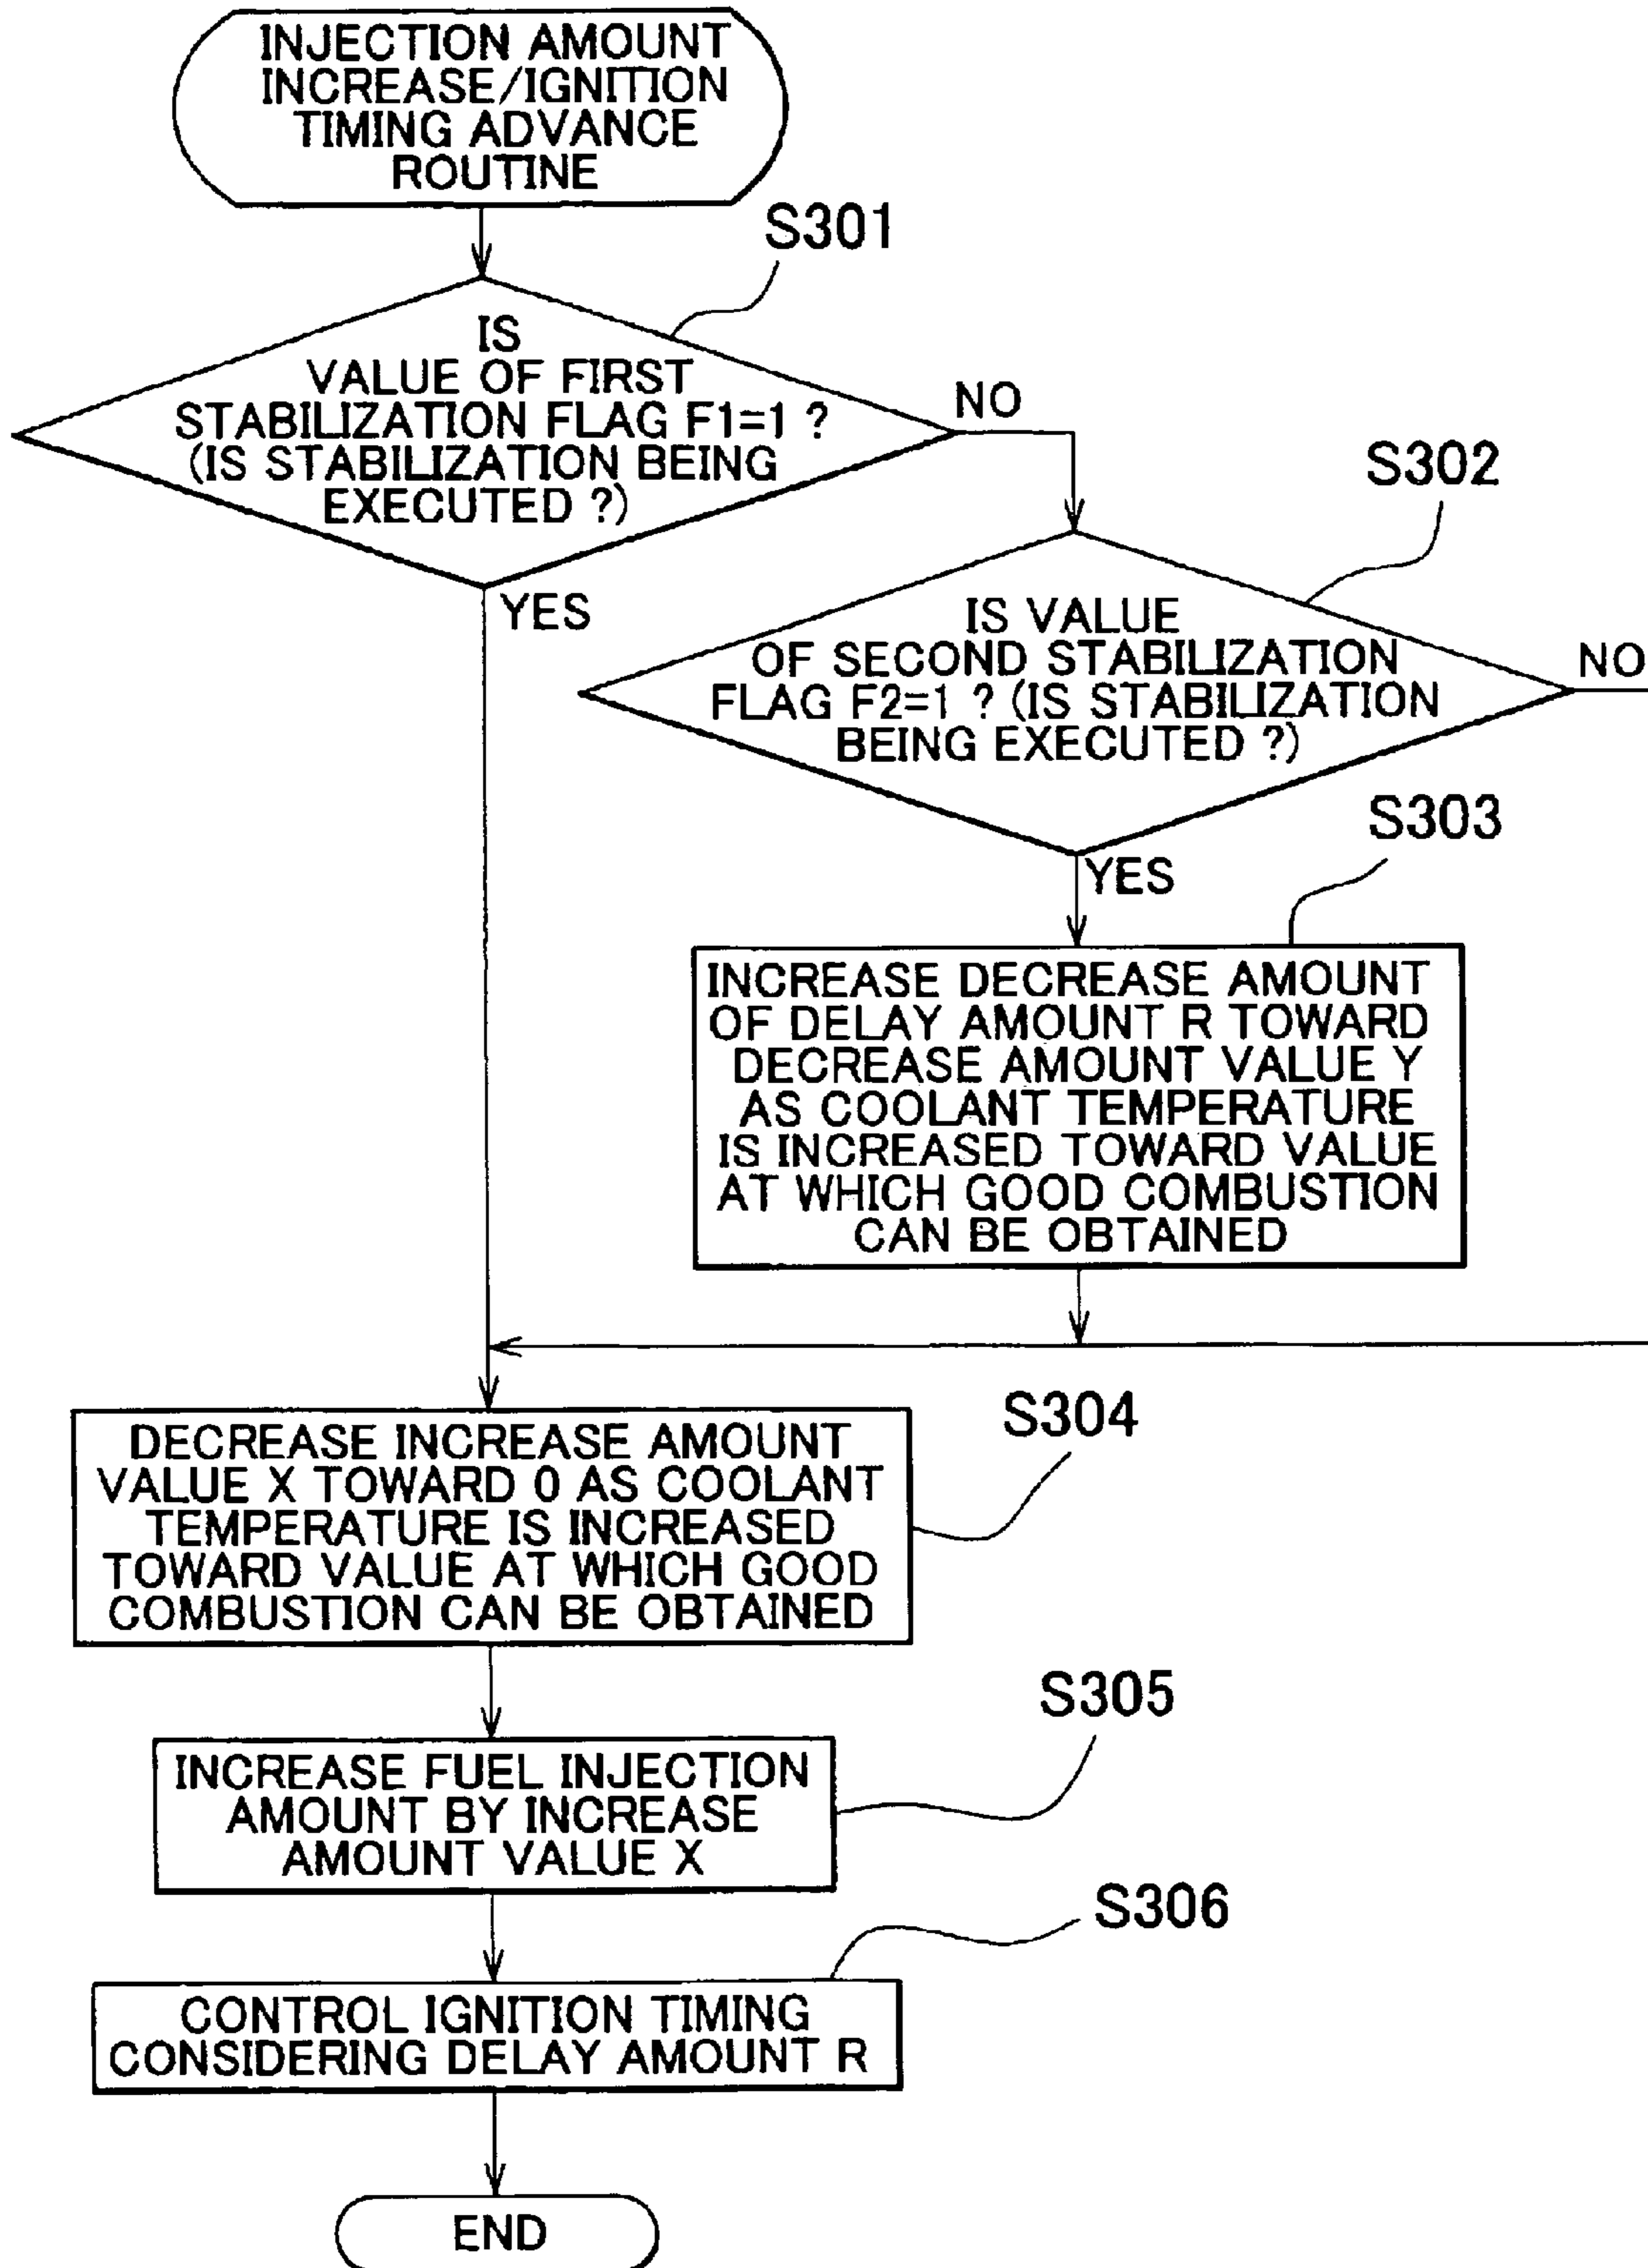 INJECTION AMOUNT
INCREASE/IGNITION
TIMING ADVANCE
ROUTINE
S301
IS
VALUE OF FIRST
STABILIZATION FLAG F1=1 ?
(IS STABILIZATION BEING
EXECUTED ?)
NO
YES
S302
IS VALUE
OF SECOND STABILIZATION
FLAG F2=1 ? (IS STABILIZATION
BEING EXECUTED ?)
NO
YES
S303
INCREASE DECREASE AMOUNT
OF DELAY AMOUNT R TOWARD
DECREASE AMOUNT VALUE Y
AS COOLANT TEMPERATURE
IS INCREASED TOWARD VALUE
AT WHICH GOOD COMBUSTION
CAN BE OBTAINED
S304
DECREASE INCREASE AMOUNT
VALUE X TOWARD 0 AS COOLANT
TEMPERATURE IS INCREASED
TOWARD VALUE AT WHICH GOOD
COMBUSTION CAN BE OBTAINED
S305
INCREASE FUEL INJECTION
AMOUNT BY INCREASE
AMOUNT VALUE X
S306
CONTROL IGNITION TIMING
CONSIDERING DELAY AMOUNT R
END